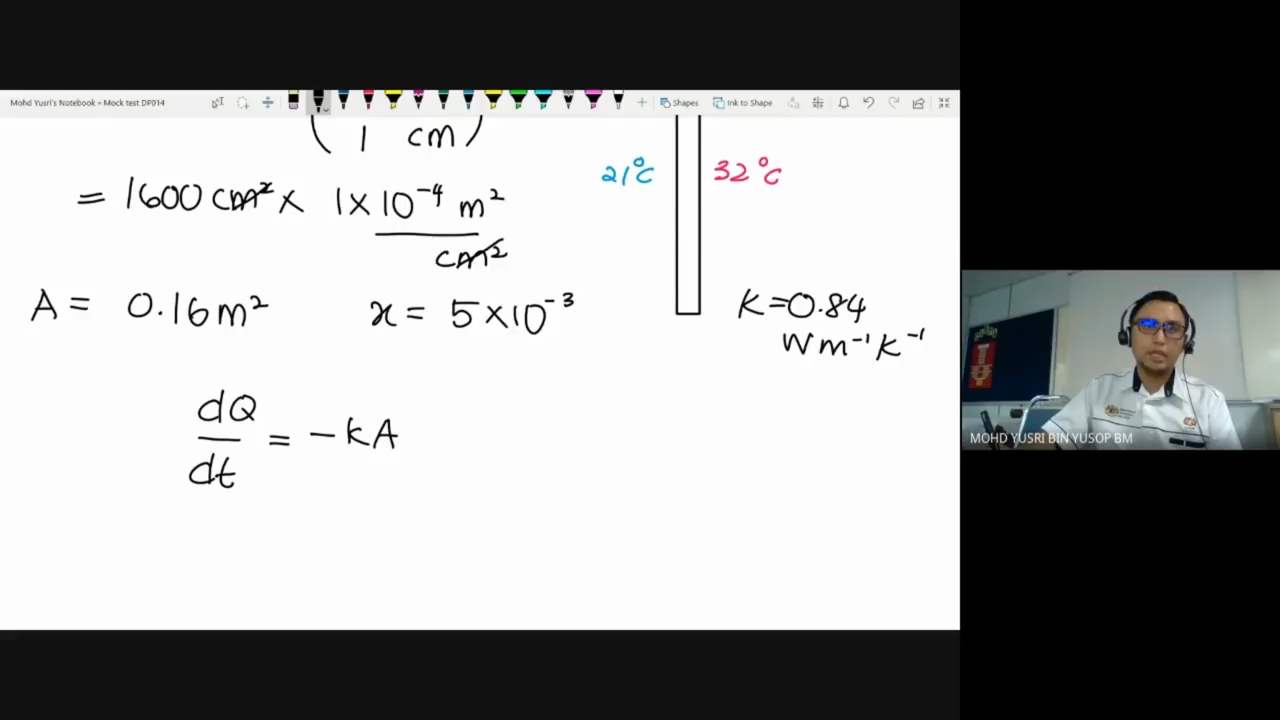 Mohd Yusri's Notebook » Mock test DP014
Shapes
Ink to Shape
( 1 cm )
= 1600 cm² × 1 × 10⁻⁴ m²
cm²
A = 0.16 m²
x = 5 × 10⁻³
dQ
dt
= -kA
21°C
32°C
K = 0.84
W m⁻¹ K⁻¹
MOHD YUSRI BIN YUSOP BM